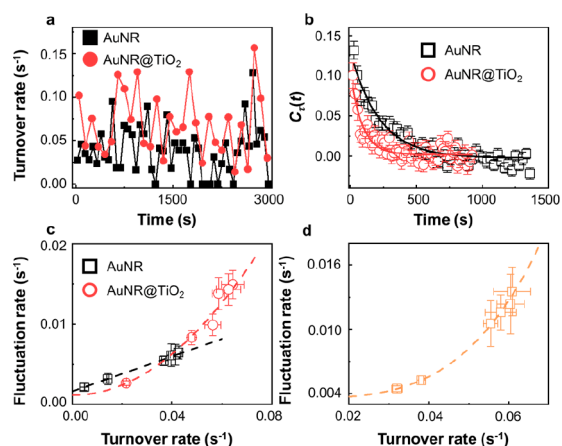 a
AuNR
AuNR@TiO₂
Turnover rate (s⁻¹)
0.15
0.10
0.05
0.00
0
1500
3000
Time (s)
b
AuNR
AuNR@TiO₂
Cτ(t)
0.15
0.10
0.05
0.00
0
500
1000
1500
Time (s)
c
AuNR
AuNR@TiO₂
Fluctuation rate (s⁻¹)
0.02
0.01
0.00
0.00
0.04
0.08
Turnover rate (s⁻¹)
d
Fluctuation rate (s⁻¹)
0.016
0.010
0.004
0.02
0.04
0.06
Turnover rate (s⁻¹)